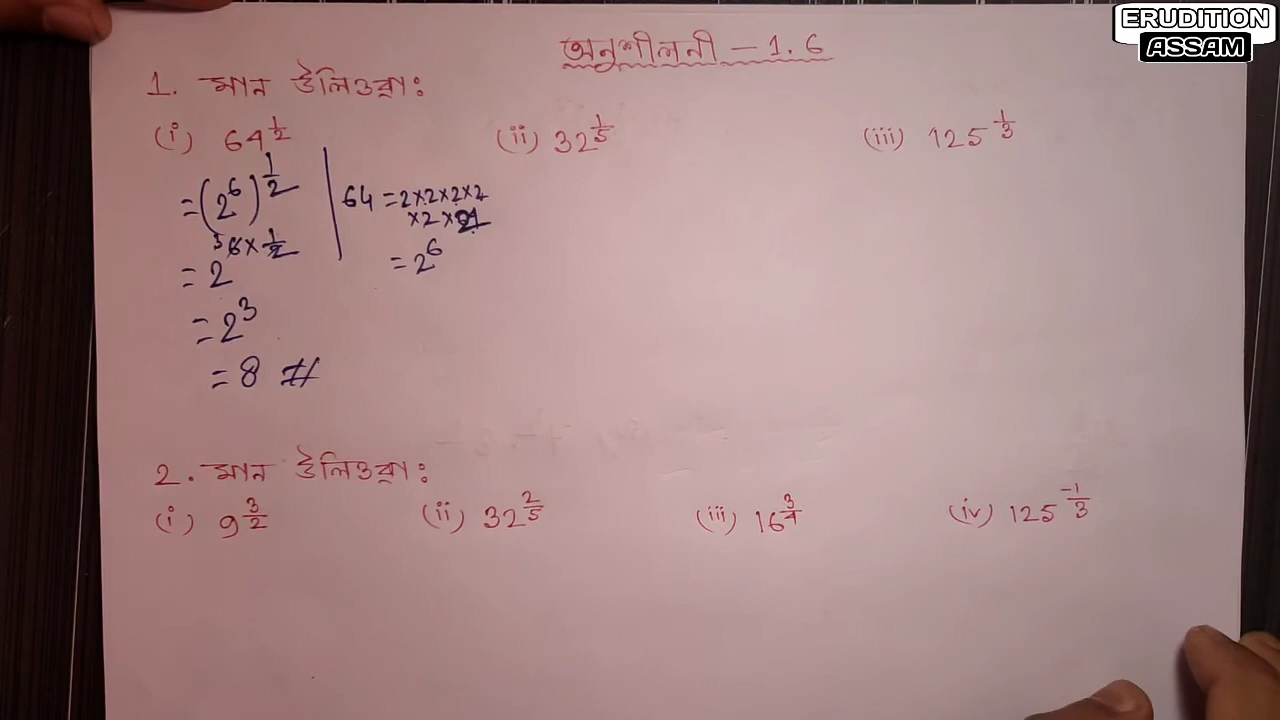 ERUDITION
ASSAM
অনুশীলনী – 1.6
1. মান উলিওৱা:
(i) 64^(1/2) (ii) 32^(1/5) (iii) 125^(1/3)
= (2^6)^(1/2) | 64 = 2×2×2×2
×2×2
= 2^(6×1/2) = 2^6
= 2^3
= 8 #
2. মান উলিওৱা:
(i) 9^(3/2) (ii) 32^(2/5) (iii) 16^(3/4) (iv) 125^(-1/3)